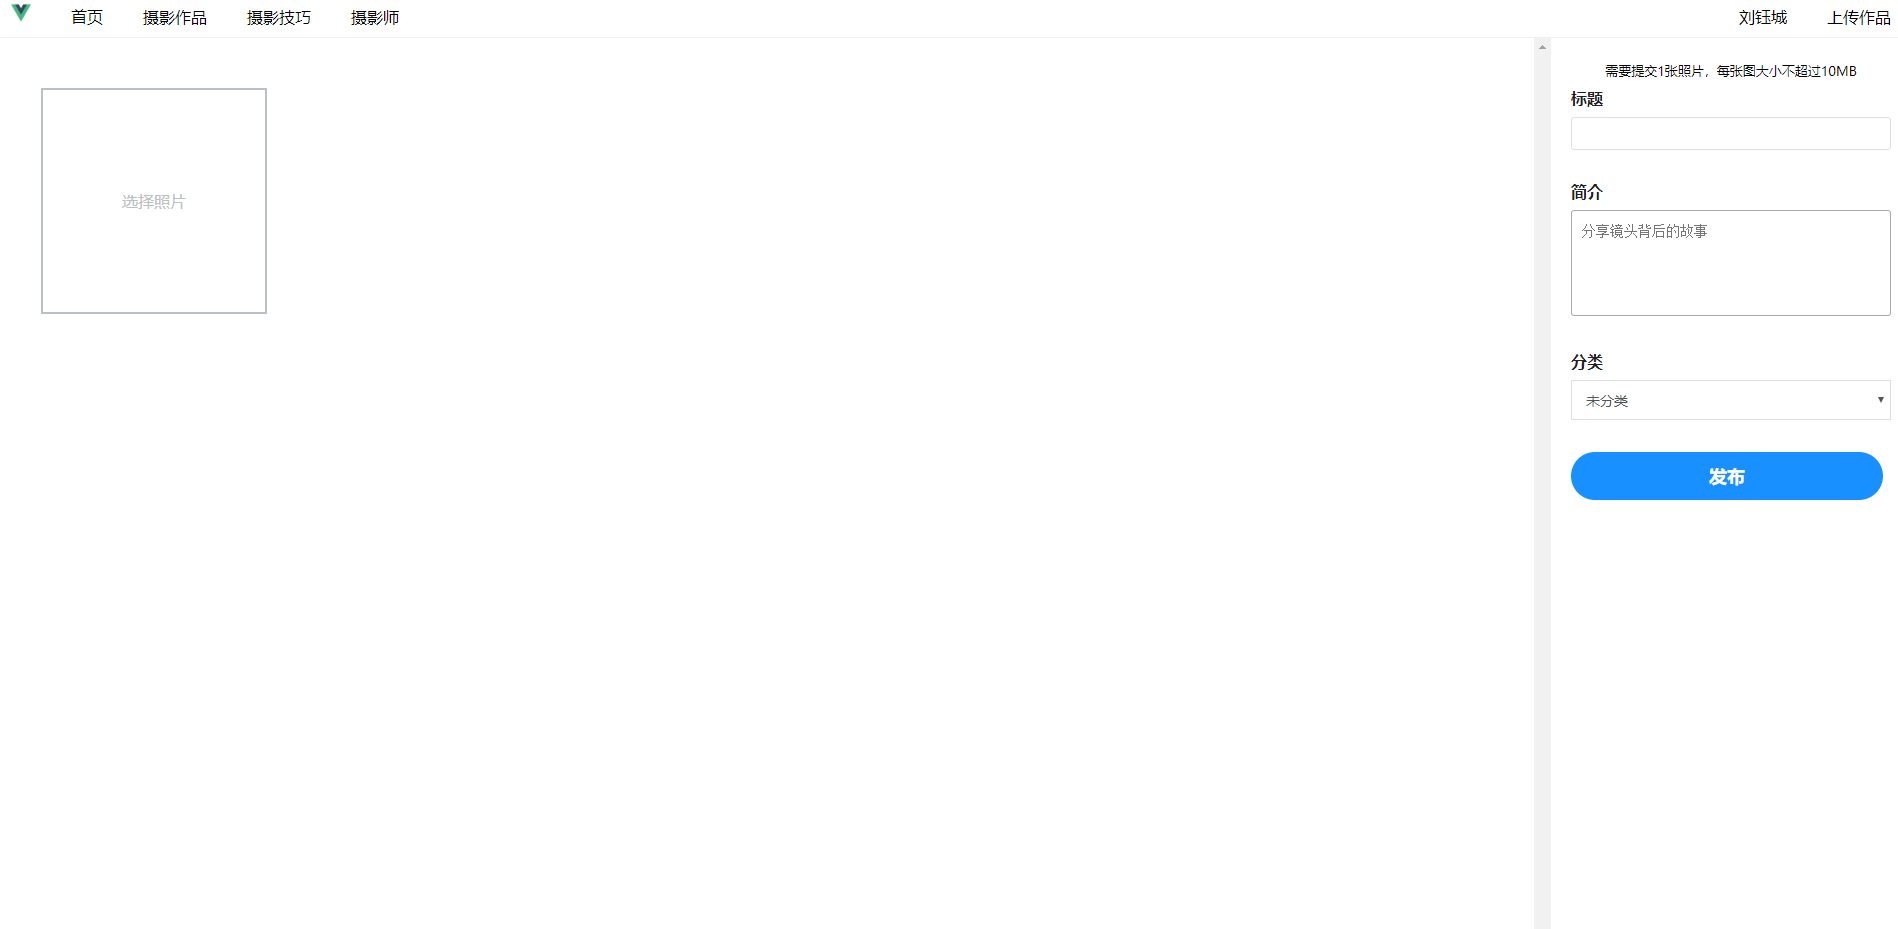 首页 摄影作品 摄影技巧 摄影师 刘钰城 上传作品
选择照片
需要提交1张照片，每张图大小不超过10MB
标题
简介
分享镜头背后的故事
分类
未分类
发布